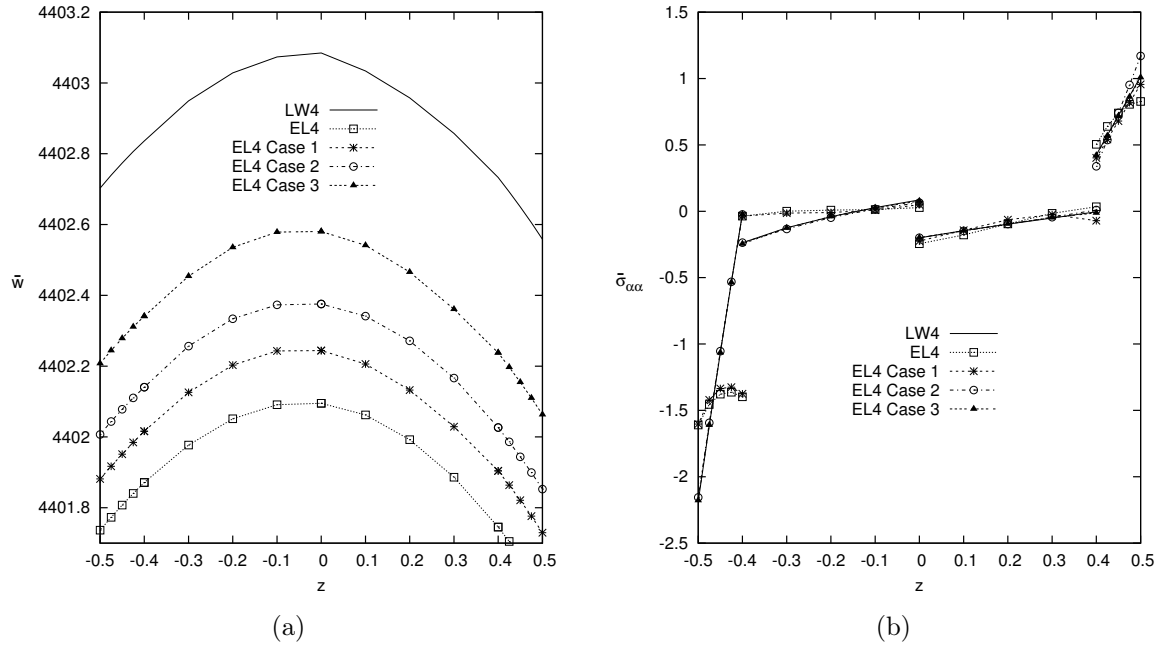 4403.2
4403
4402.8
4402.6
4402.4
4402.2
4402
4401.8
w̄
-0.5 -0.4 -0.3 -0.2 -0.1 0 0.1 0.2 0.3 0.4 0.5
z
LW4
EL4
EL4 Case 1
EL4 Case 2
EL4 Case 3
(a)
1.5
1
0.5
0
-0.5
-1
-1.5
-2
-2.5
σ̄αα
-0.5 -0.4 -0.3 -0.2 -0.1 0 0.1 0.2 0.3 0.4 0.5
z
LW4
EL4
EL4 Case 1
EL4 Case 2
EL4 Case 3
(b)